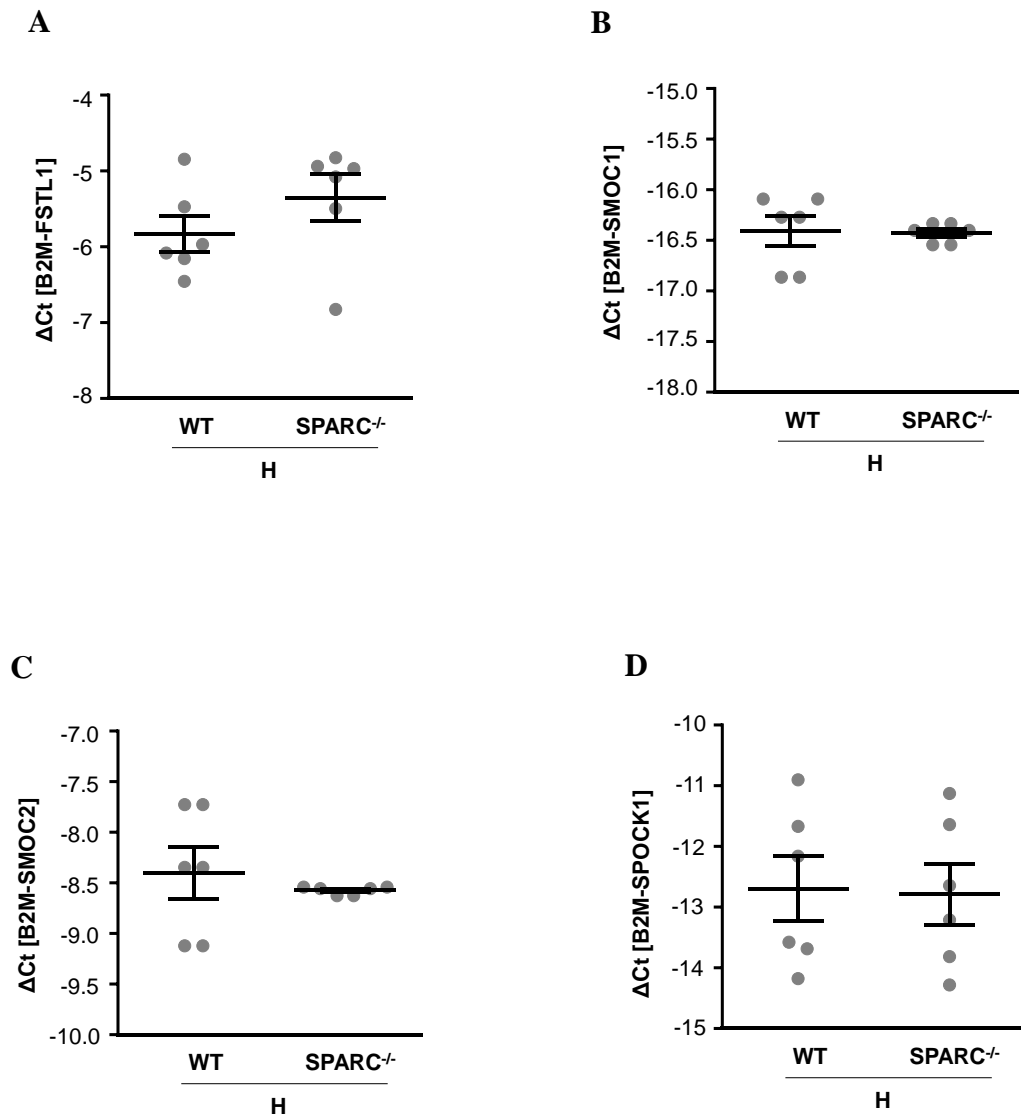 A
ΔCt [B2M-FSTL1]
-4
-5
-6
-7
-8
WT SPARC-/-
H
B
ΔCt [B2M-SMOC1]
-15.0
-15.5
-16.0
-16.5
-17.0
-17.5
-18.0
WT SPARC-/-
H
C
ΔCt [B2M-SMOC2]
-7.0
-7.5
-8.0
-8.5
-9.0
-9.5
-10.0
WT SPARC-/-
H
D
ΔCt [B2M-SPOCK1]
-10
-11
-12
-13
-14
-15
WT SPARC-/-
H